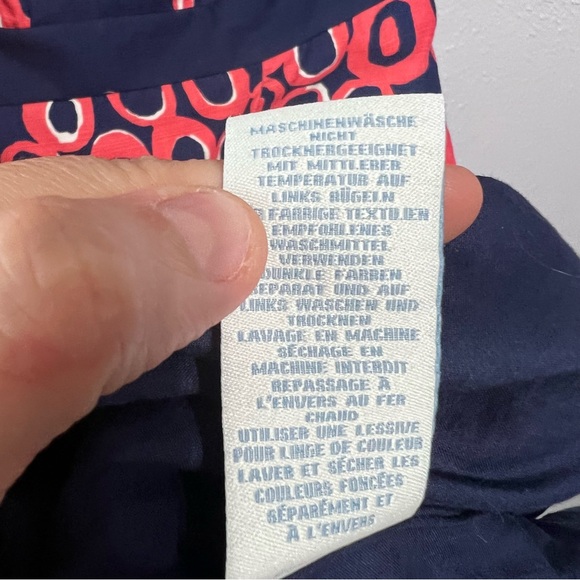 MASCHINENWÄSCHE
NICHT
TROCKNERGEEIGNET
MIT MITTLERER
TEMPERATUR AUF
LINKS BÜGELN
FARBIGE TEXTILIEN
EMPFOHLENES
WASCHMITTEL
VERWENDEN
DUNKLE FARBEN
SEPARAT UND AUF
LINKS WASCHEN UND
TROCKNEN
LAVAGE EN MACHINE
SÉCHAGE EN
MACHINE INTERDIT
REPASSAGE À
L'ENVERS AU FER
CHAUD
UTILISER UNE LESSIVE
POUR LINGE DE COULEUR
LAVER ET SÉCHER LES
COULEURS FONCÉES
SÉPARÉMENT ET
À L'ENVERS